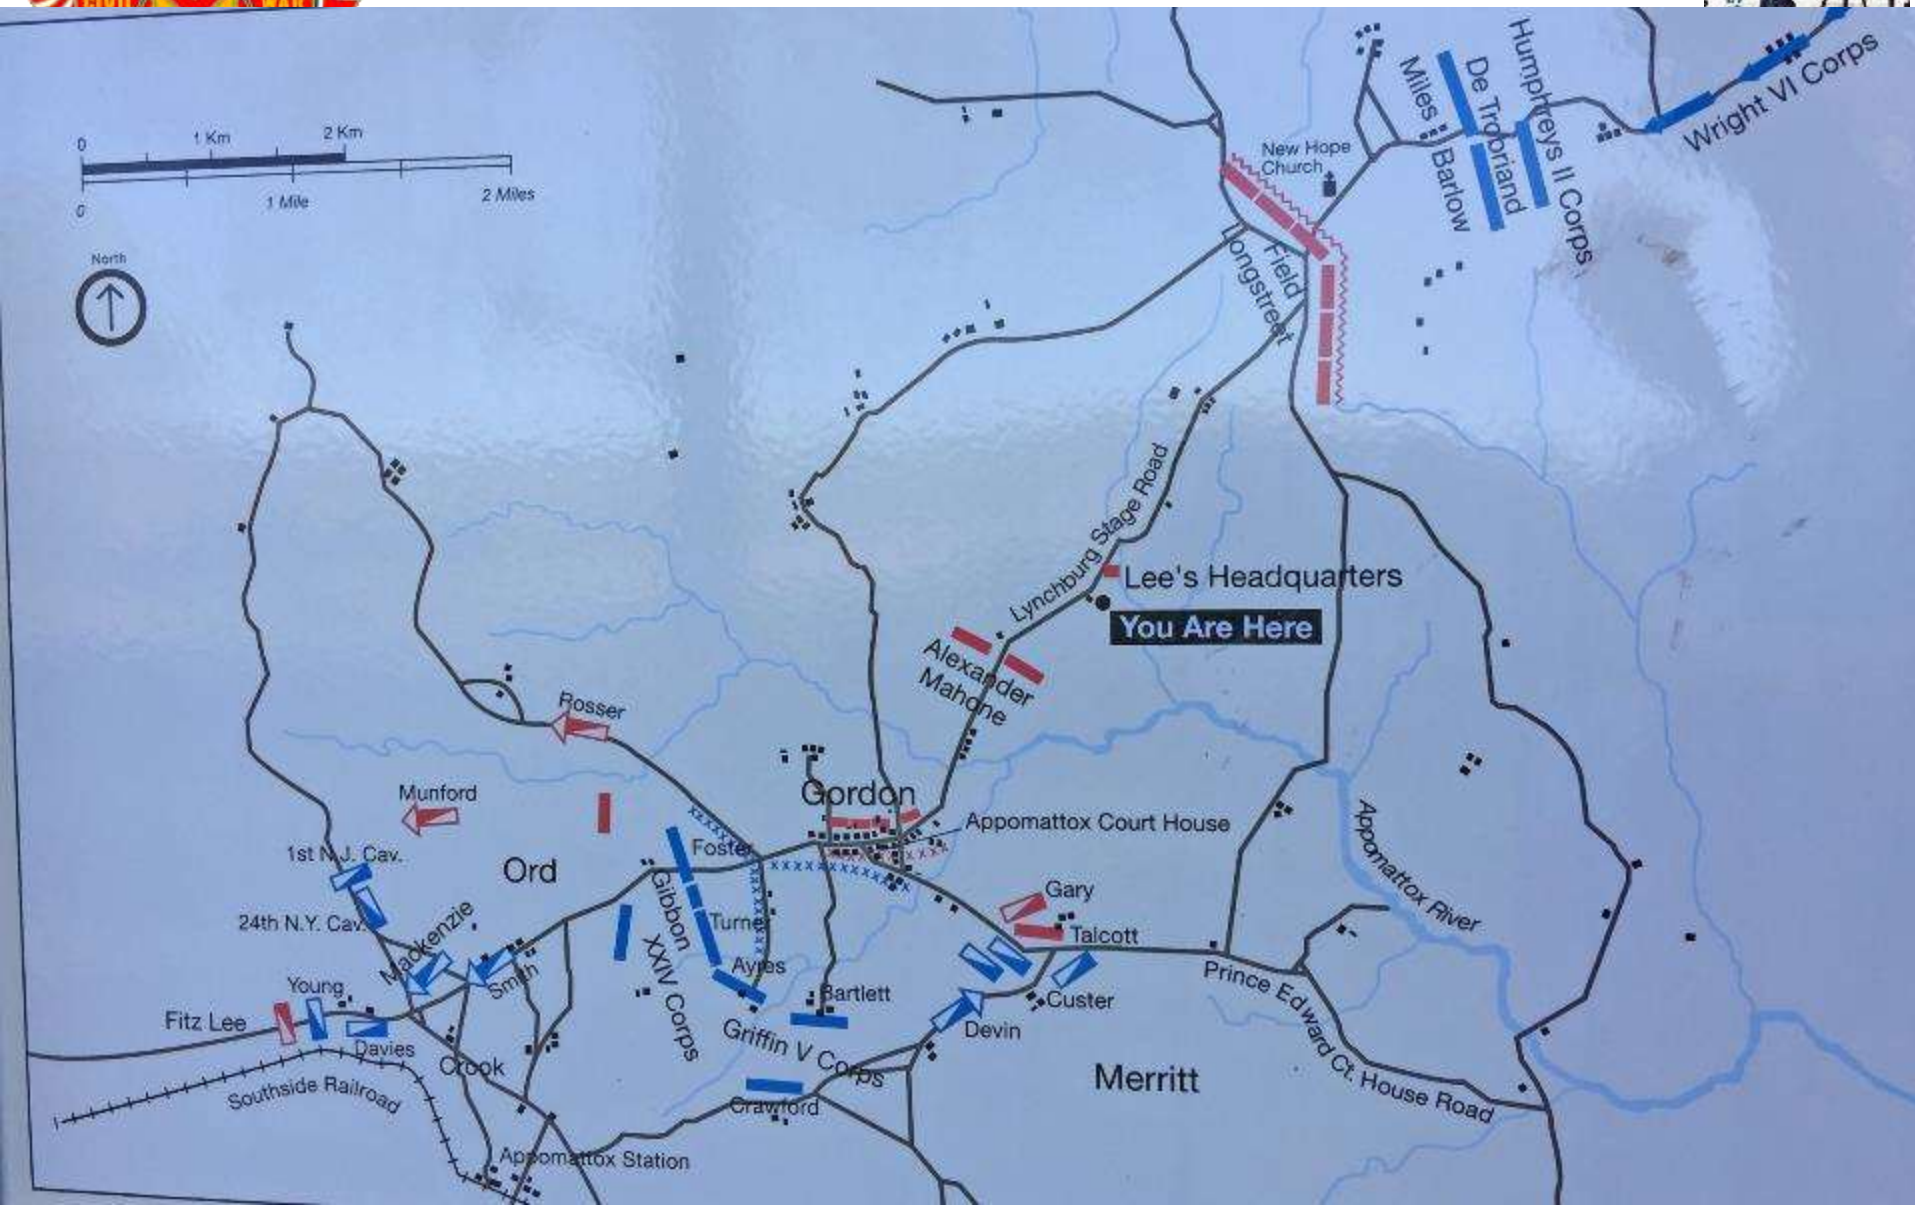 0
1 Km
2 Km
0
1 Mile
2 Miles
North
New Hope
Church
Miles
De Trobriand
Barlow
Humphreys II Corps
Wright VI Corps
Field
Longstreet
Lynchburg Stage Road
Lee's Headquarters
You Are Here
Alexander
Mahone
Rosser
Munford
Gordon
Appomattox Court House
Appomattox River
1st N.J. Cav.
Ord
Foster
Gibbon
XXIV Corps
Turner
24th N.Y. Cav.
Mackenzie
Smith
Ayres
Bartlett
Gary
Talcott
Custer
Devin
Prince Edward Ct. House Road
Young
Fitz Lee
Davies
Crook
Griffin V Corps
Merritt
Southside Railroad
Crawford
Appomattox Station